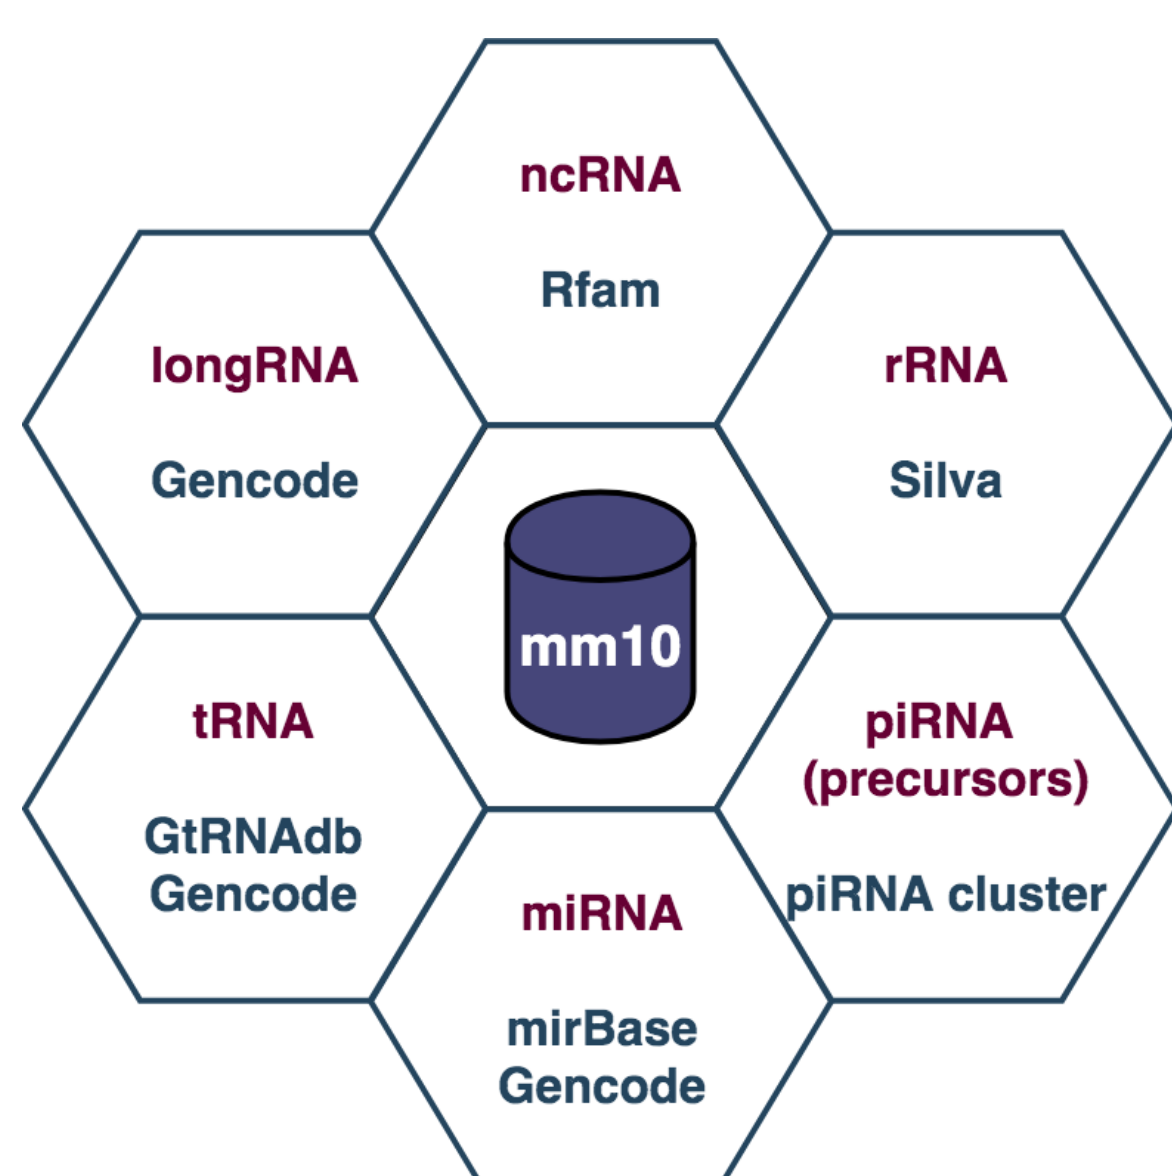 ncRNA
Rfam
longRNA
Gencode
rRNA
Silva
mm10
tRNA
GtRNAdb
Gencode
piRNA
(precursors)
piRNA cluster
miRNA
mirBase
Gencode